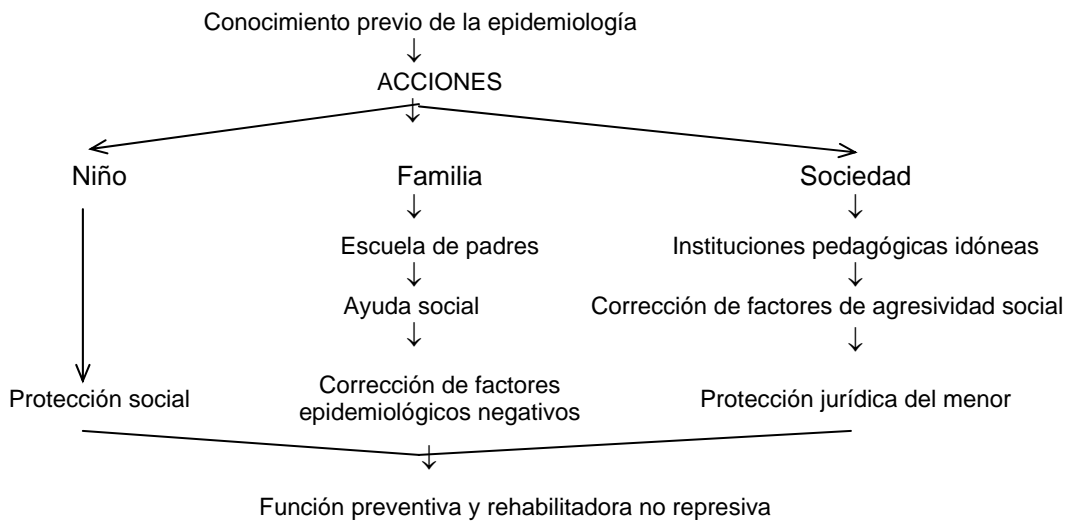 Conocimiento previo de la epidemiología
ACCIONES
Niño
Familia
Sociedad
Escuela de padres
Instituciones pedagógicas idóneas
Ayuda social
Corrección de factores de agresividad social
Protección social
Corrección de factores
epidemiológicos negativos
Protección jurídica del menor
Función preventiva y rehabilitadora no represiva